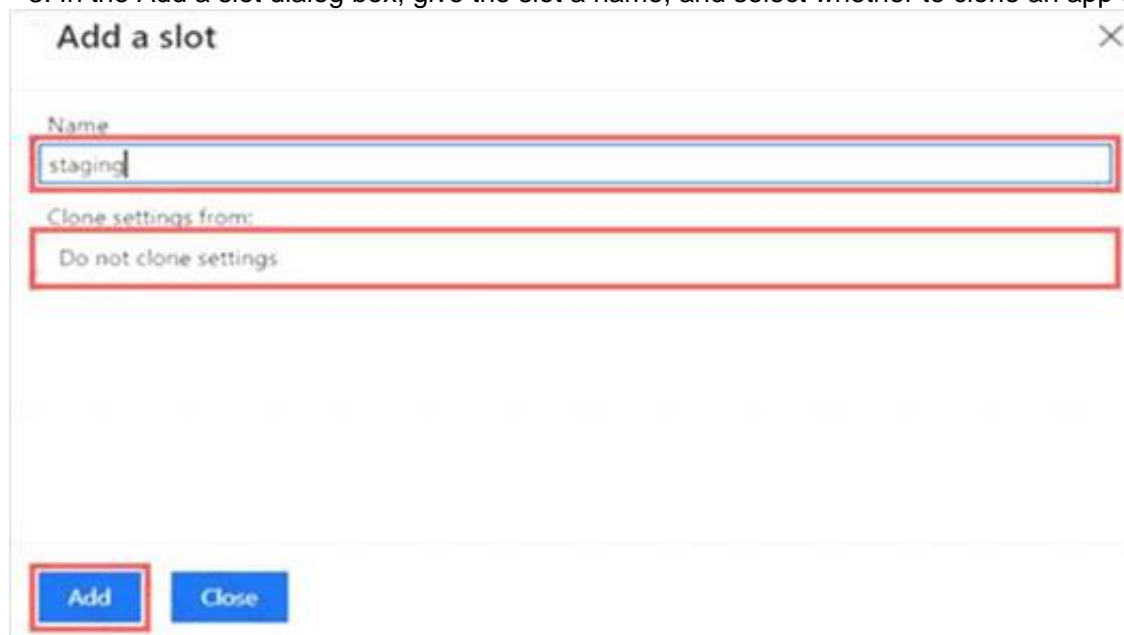 In the Add a slot dialog box, give the slot a name, and select whether to clone an app
Add a slot
Name
staging
Clone settings from:
Do not clone settings
Add
Close